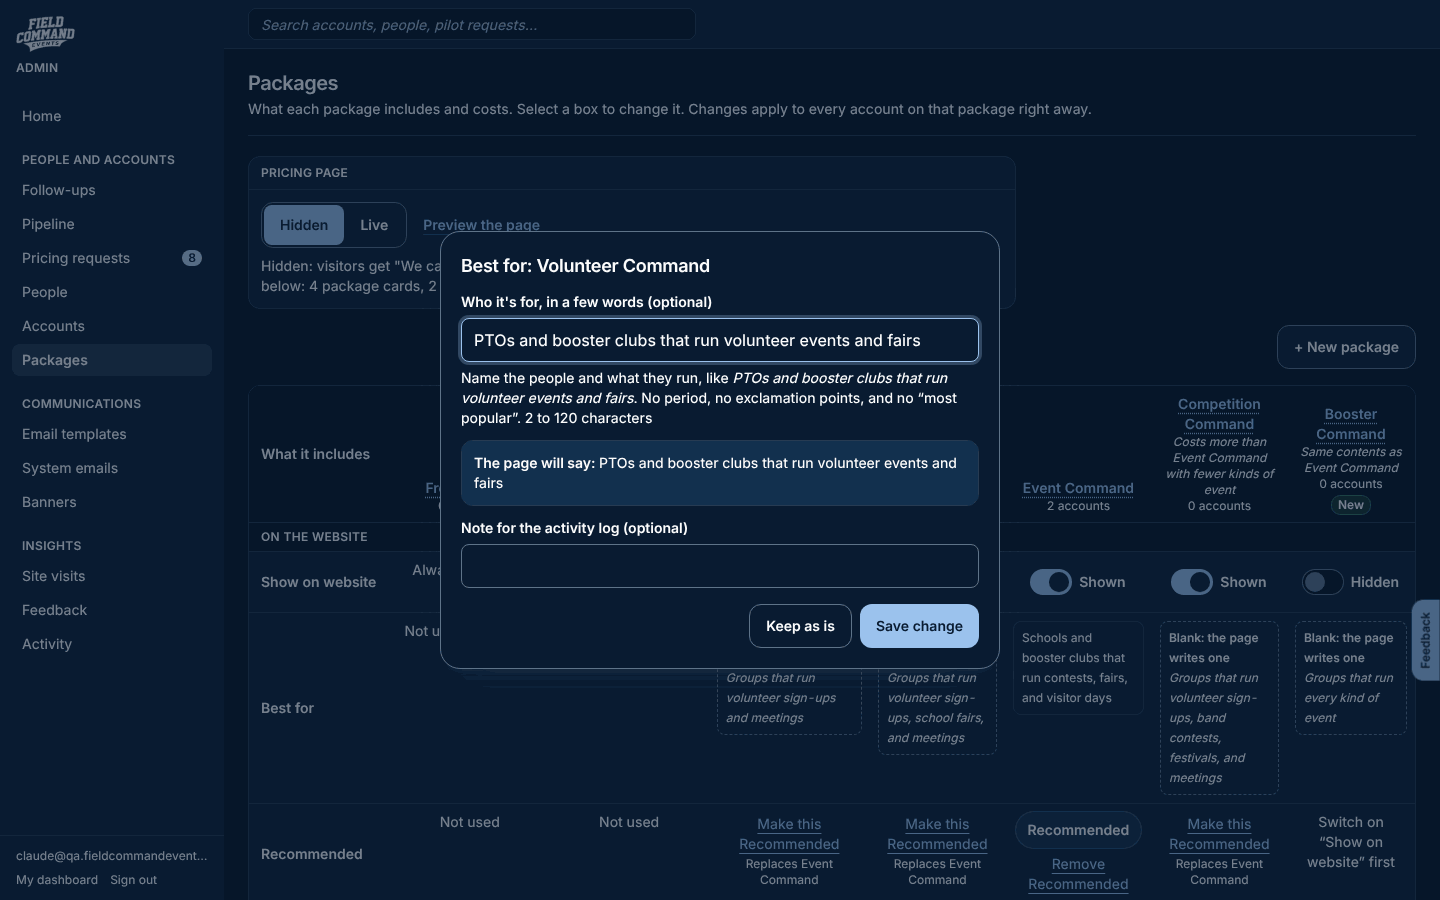 FIELD
COMMAND
EVENTS
ADMIN
Home
PEOPLE AND ACCOUNTS
Follow-ups
Pipeline
Pricing requests 8
People
Accounts
Packages
COMMUNICATIONS
Email templates
System emails
Banners
INSIGHTS
Site visits
Feedback
Activity
claude@qa.fieldcommandevent...
My dashboard Sign out
Search accounts, people, pilot requests...
Packages
What each package includes and costs. Select a box to change it. Changes apply to every account on that package right away.
PRICING PAGE
Hidden Live Preview the page
Hidden: visitors get "We ca
below: 4 package cards, 2
+ New package
Best for: Volunteer Command
Who it's for, in a few words (optional)
PTOs and booster clubs that run volunteer events and fairs
Name the people and what they run, like PTOs and booster clubs that run
volunteer events and fairs. No period, no exclamation points, and no “most
popular”. 2 to 120 characters
The page will say: PTOs and booster clubs that run volunteer events and
fairs
Note for the activity log (optional)
Keep as is Save change
What it includes
Fr
Event Command
2 accounts
Competition
Command
Costs more than
Event Command
with fewer kinds of
event
0 accounts
Booster
Command
Same contents as
Event Command
0 accounts
New
ON THE WEBSITE
Show on website
Alwa
Shown
Shown
Hidden
Best for
Not u
Groups that run
volunteer sign-ups
and meetings
Groups that run
volunteer sign-
ups, school fairs,
and meetings
Schools and
booster clubs that
run contests, fairs,
and visitor days
Blank: the page
writes one
Groups that run
volunteer sign-
ups, band
contests,
festivals, and
meetings
Blank: the page
writes one
Groups that run
every kind of
event
Recommended
Not used
Not used
Make this
Recommended
Replaces Event
Command
Make this
Recommended
Replaces Event
Command
Recommended
Remove
Recommended
Make this
Recommended
Replaces Event
Command
Switch on
“Show on
website” first
Feedback